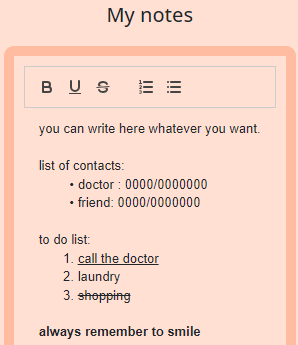 My notes
B U S
you can write here whatever you want.
list of contacts:
• doctor : 0000/0000000
• friend: 0000/0000000
to do list:
1. call the doctor
2. laundry
3. shopping
always remember to smile